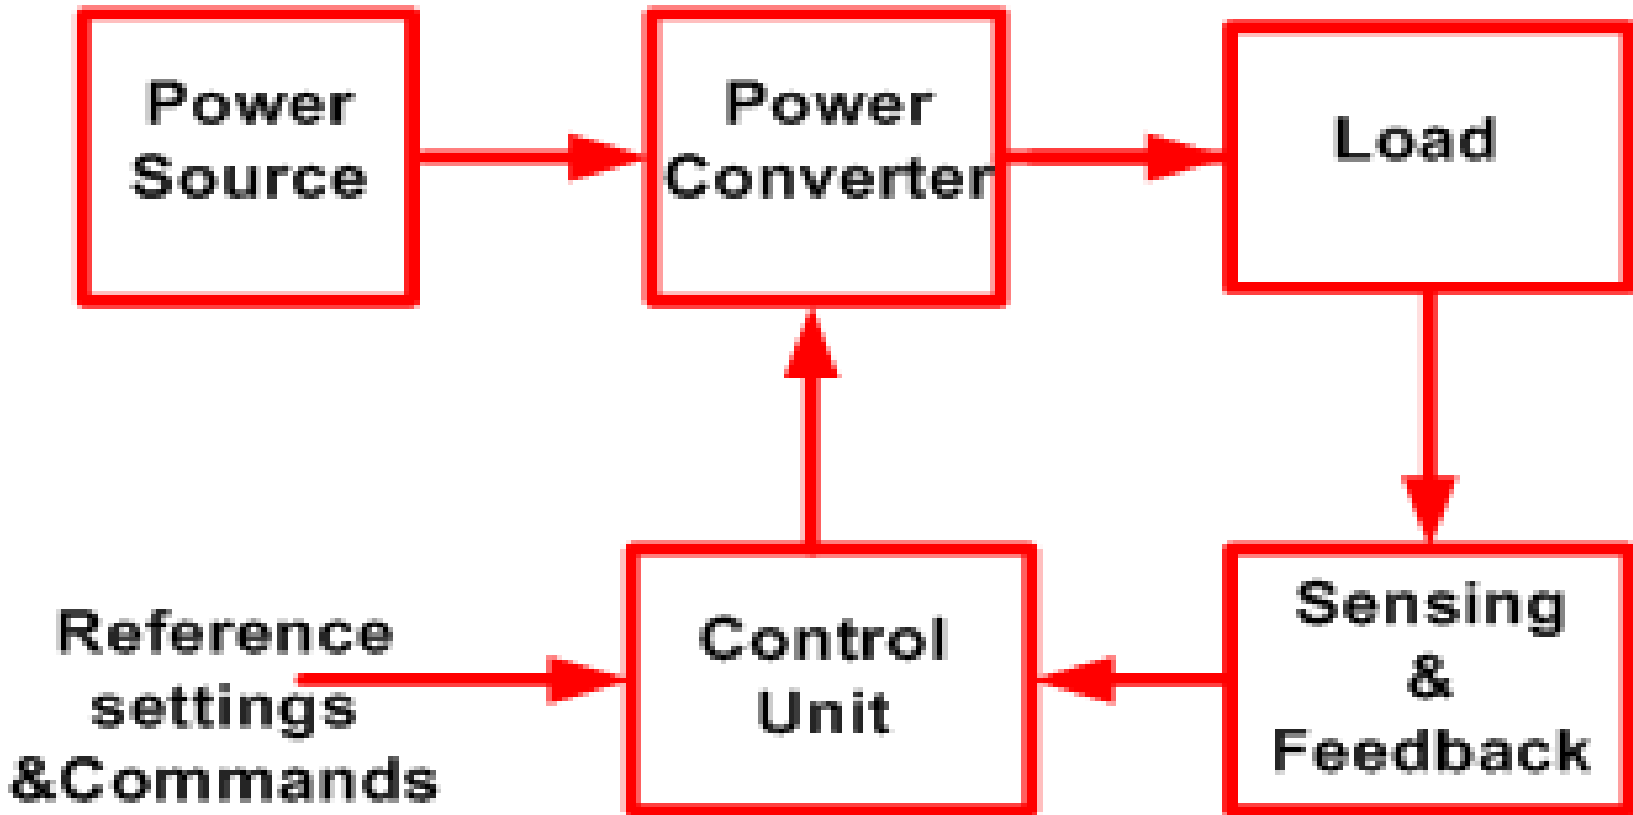 Power
Source
Power
Converter
Load
Reference
settings
&Commands
Control
Unit
Sensing
&
Feedback